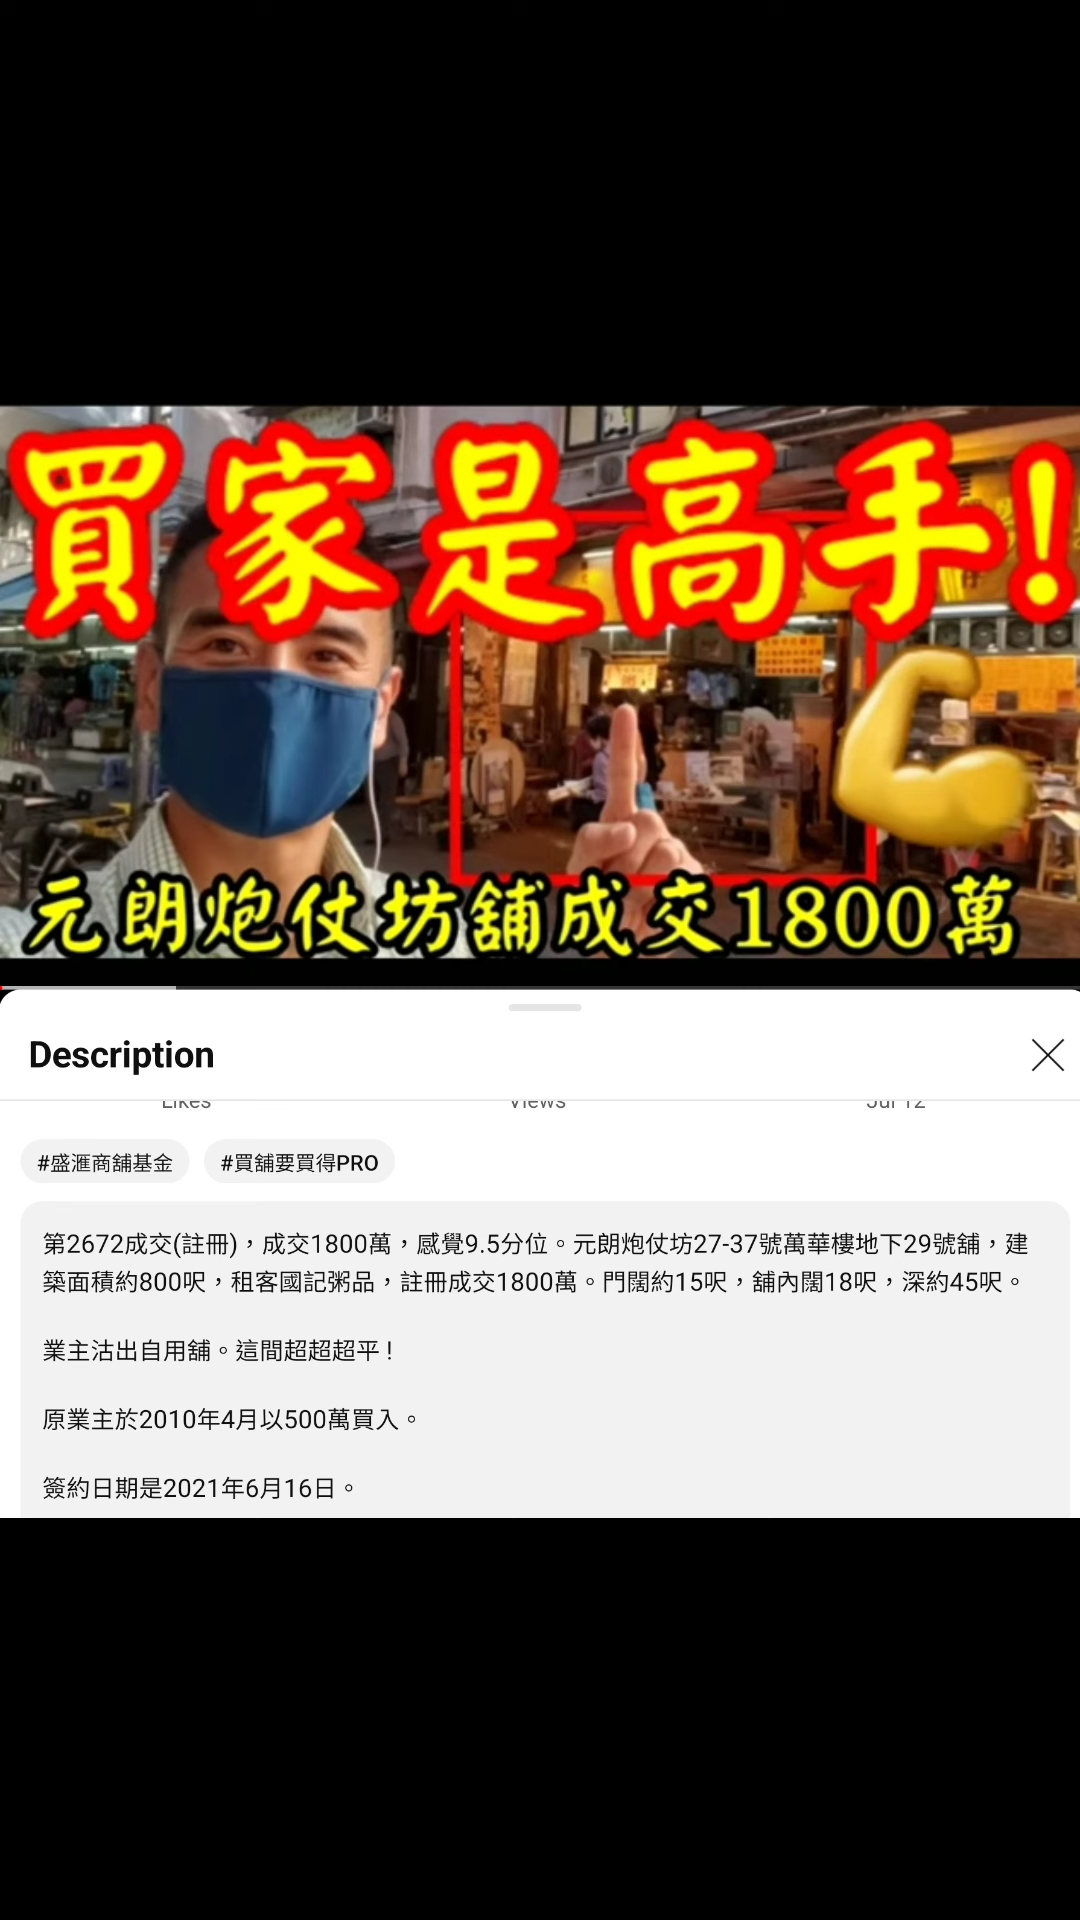 買家是高手!
元朗炮仗坊舖成交1800萬
Description
Likes Views Jul 12
#盛滙商舖基金 #買舖要買得PRO
第2672成交(註冊)，成交1800萬，感覺9.5分位。元朗炮仗坊27-37號萬華樓地下29號舖，建
築面積約800呎，租客國記粥品，註冊成交1800萬。門闊約15呎，舖內闊18呎，深約45呎。
業主沽出自用舖。這間超超超平！
原業主於2010年4月以500萬買入。
簽約日期是2021年6月16日。